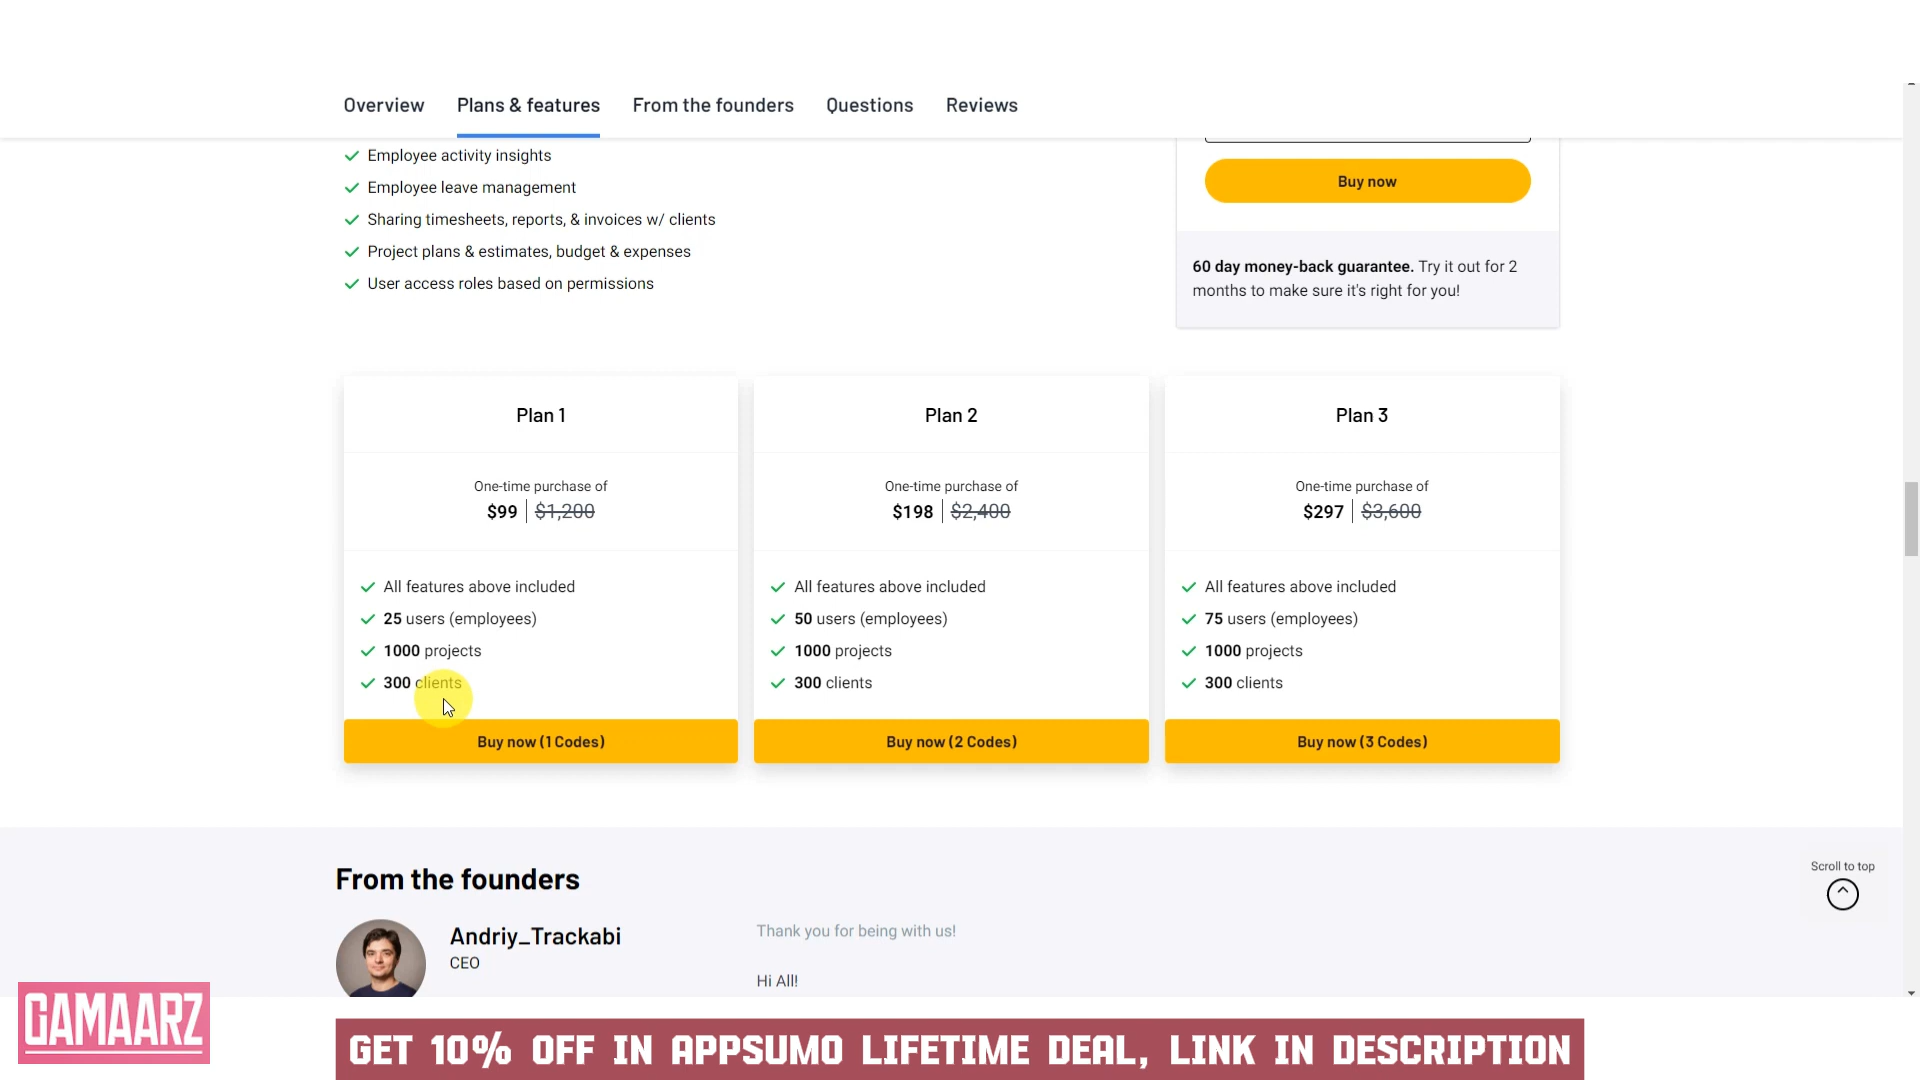 Overview Plans & features From the founders Questions Reviews
Employee activity insights
Employee leave management
Sharing timesheets, reports, & invoices w/ clients
Project plans & estimates, budget & expenses
User access roles based on permissions
Buy now
60 day money-back guarantee. Try it out for 2
months to make sure it's right for you!
Plan 1
One-time purchase of
$99 $1,200
All features above included
25 users (employees)
1000 projects
300 clients
Buy now (1 Codes)
Plan 2
One-time purchase of
$198 $2,400
All features above included
50 users (employees)
1000 projects
300 clients
Buy now (2 Codes)
Plan 3
One-time purchase of
$297 $3,600
All features above included
75 users (employees)
1000 projects
300 clients
Buy now (3 Codes)
From the founders
Andriy_Trackabi
CEO
Thank you for being with us!
Hi All!
Scroll to top
GAMAARZ
GET 10% OFF IN APPSUMO LIFETIME DEAL, LINK IN DESCRIPTION